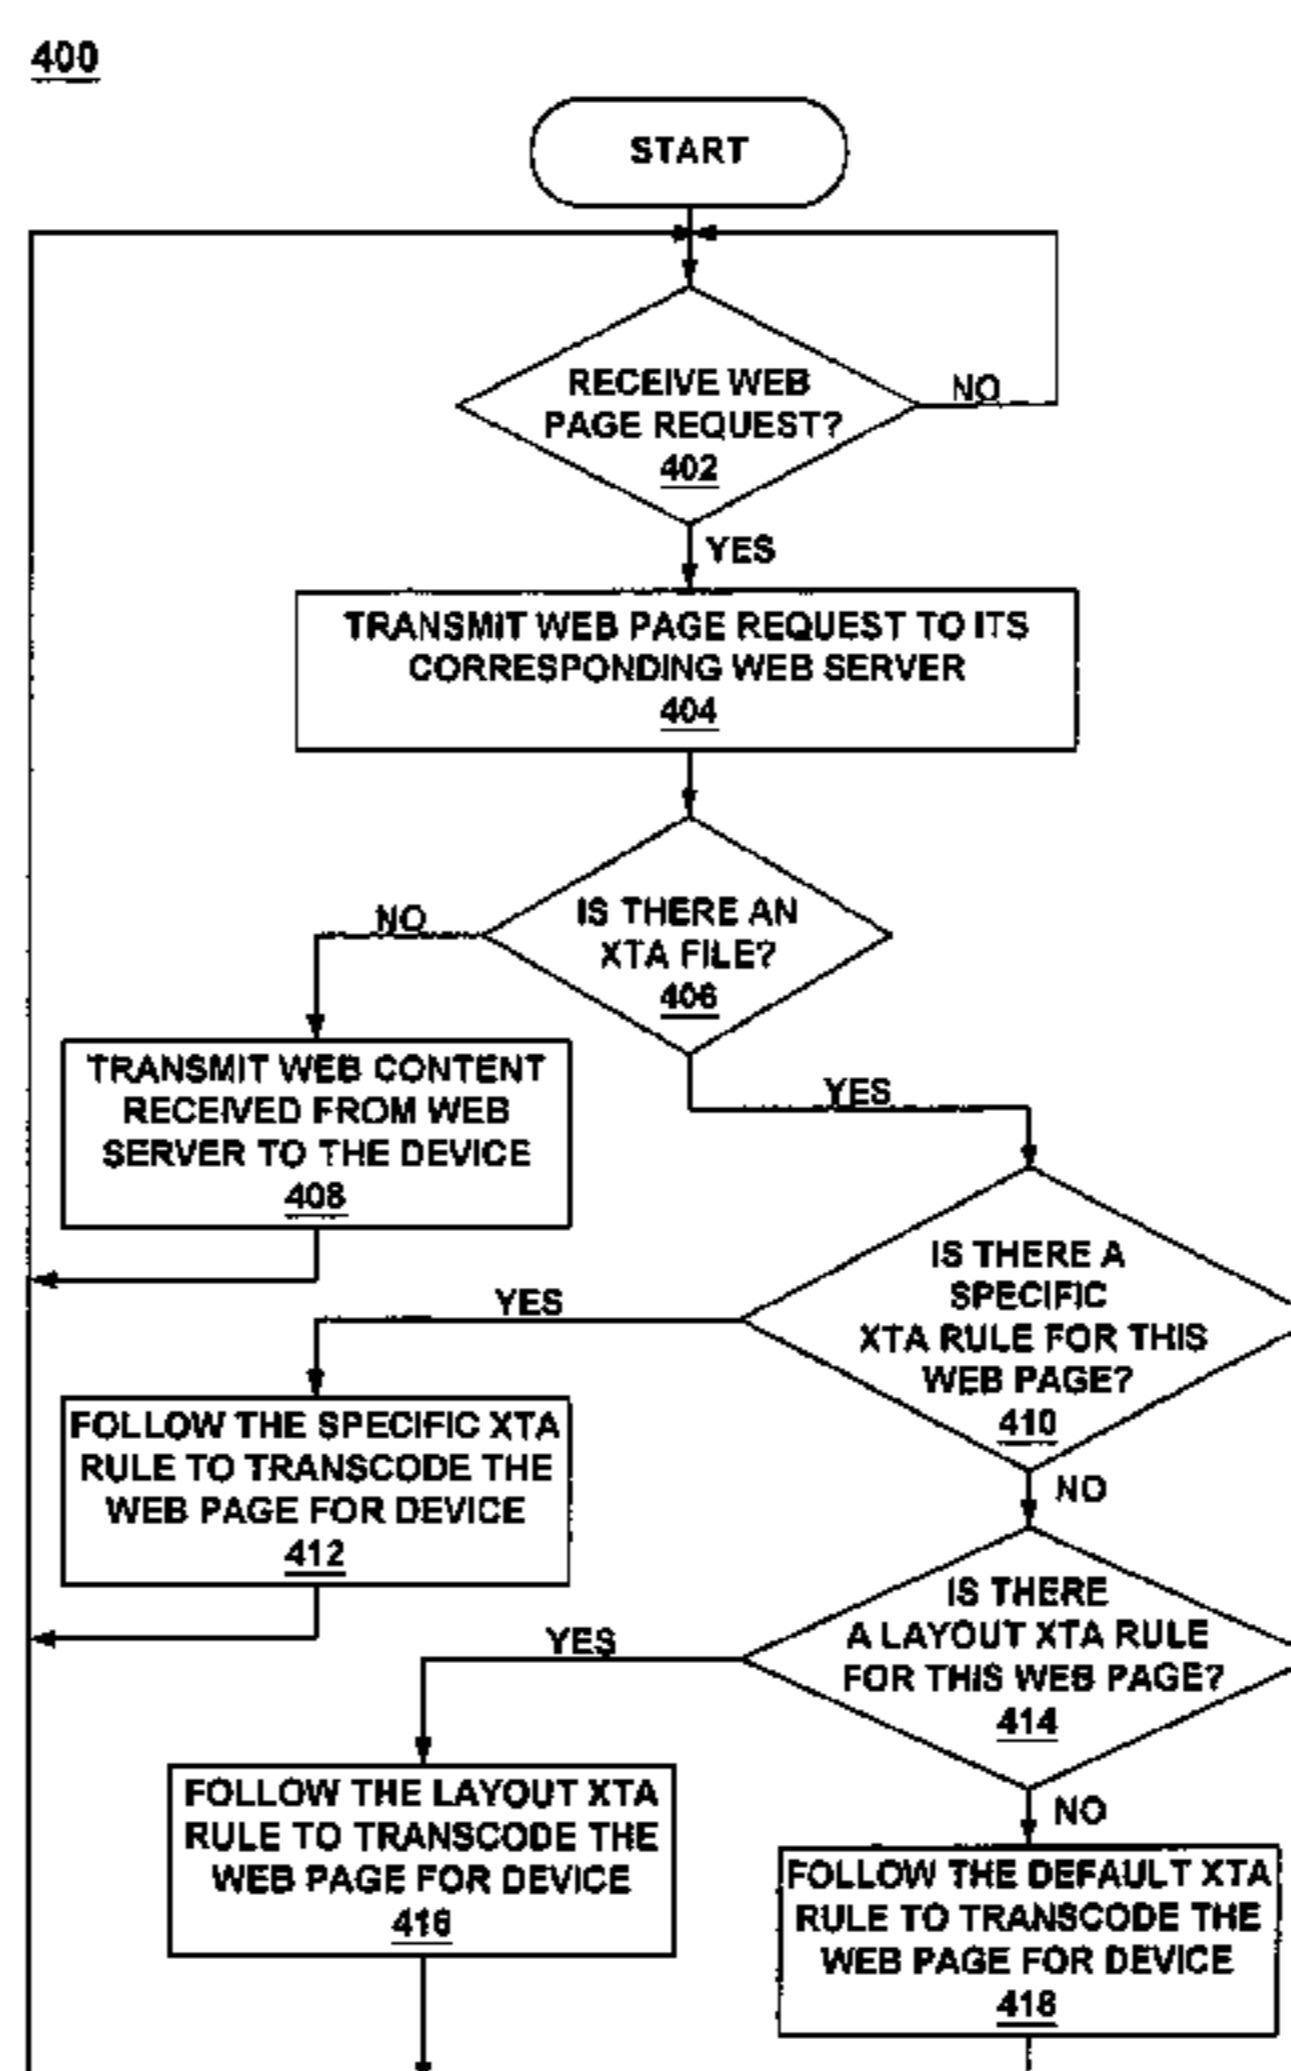 400
START
RECEIVE WEB
PAGE REQUEST?
402
NO
YES
TRANSMIT WEB PAGE REQUEST TO ITS
CORRESPONDING WEB SERVER
404
IS THERE AN
XTA FILE?
406
NO
YES
TRANSMIT WEB CONTENT
RECEIVED FROM WEB
SERVER TO THE DEVICE
408
IS THERE A
SPECIFIC
XTA RULE FOR THIS
WEB PAGE?
410
YES
NO
FOLLOW THE SPECIFIC XTA
RULE TO TRANSCODE THE
WEB PAGE FOR DEVICE
412
IS THERE
A LAYOUT XTA RULE
FOR THIS WEB PAGE?
414
YES
NO
FOLLOW THE LAYOUT XTA
RULE TO TRANSCODE THE
WEB PAGE FOR DEVICE
416
FOLLOW THE DEFAULT XTA
RULE TO TRANSCODE THE
WEB PAGE FOR DEVICE
418